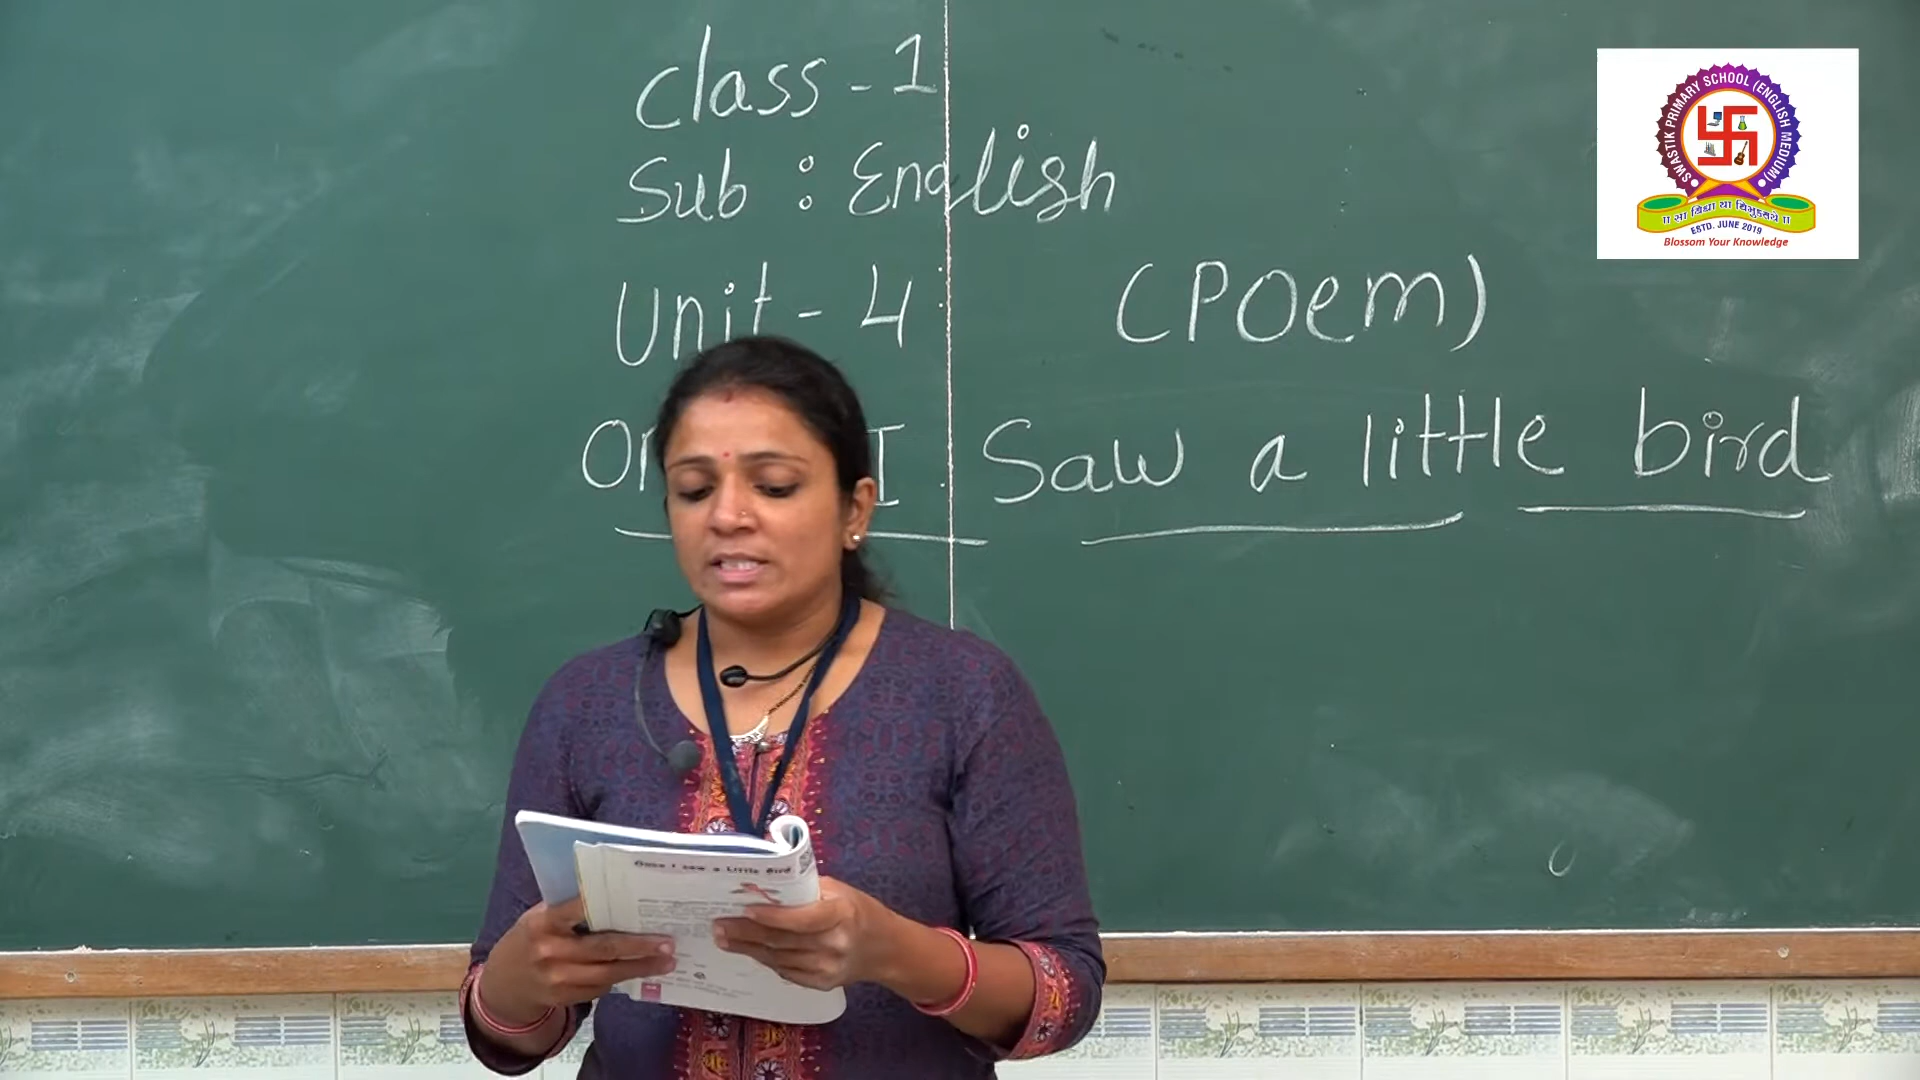 Class - 1
Sub : English
Unit - 4 : (Poem)
I Saw a little bird
SWASTIK PRIMARY SCHOOL (ENGLISH MEDIUM)
॥ सा विद्या या विमुक्तये ॥
ESTD. JUNE 2019
Blossom Your Knowledge
Once I saw a Little Bird